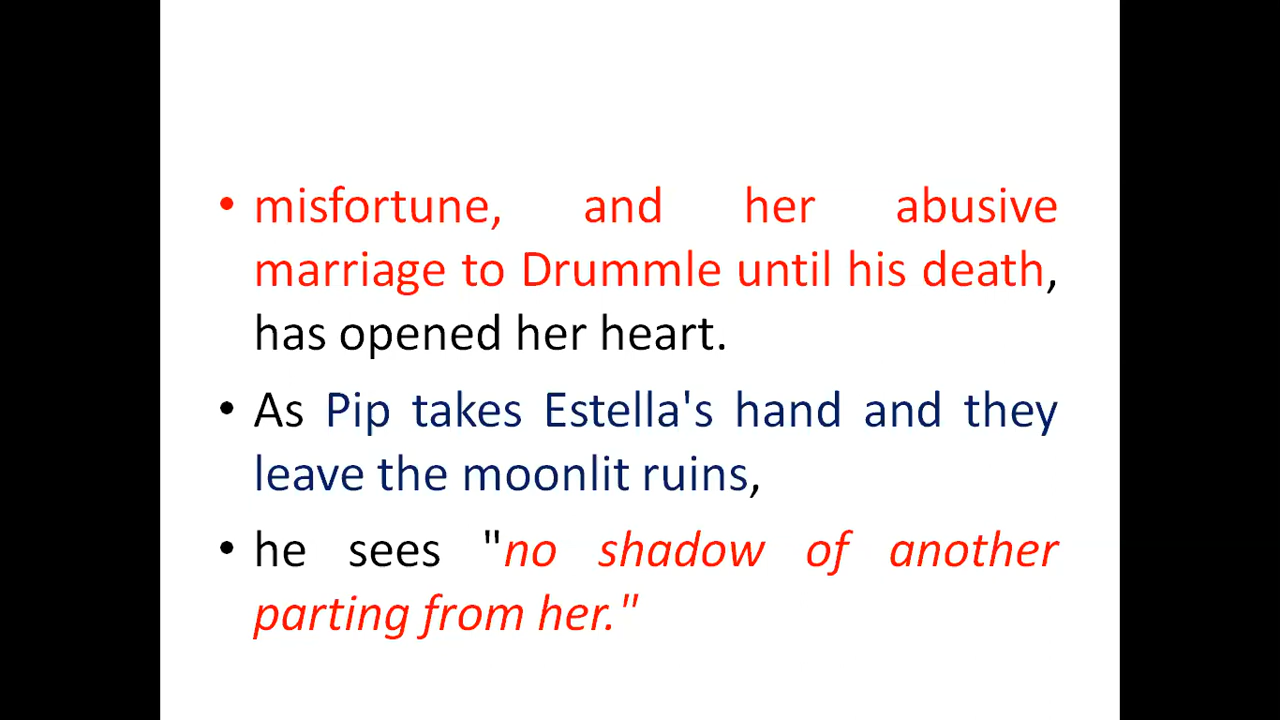 • misfortune, and her abusive
marriage to Drummle until his death,
has opened her heart.
• As Pip takes Estella's hand and they
leave the moonlit ruins,
• he sees "no shadow of another
parting from her."